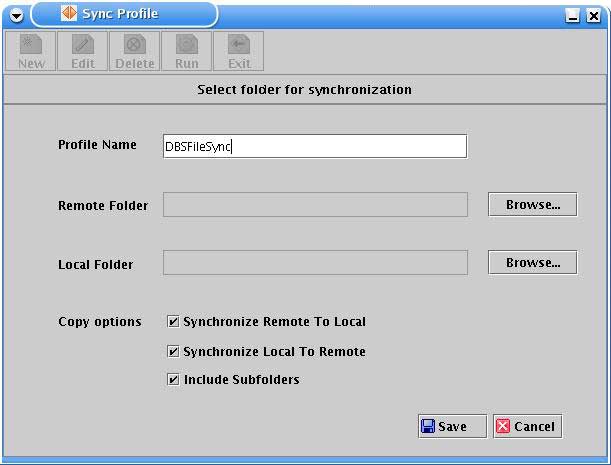 Sync Profile
New Edit Delete Run Exit
Select folder for synchronization
Profile Name DBSFileSync
Remote Folder Browse...
Local Folder Browse...
Copy options Synchronize Remote To Local
Synchronize Local To Remote
Include Subfolders
Save Cancel